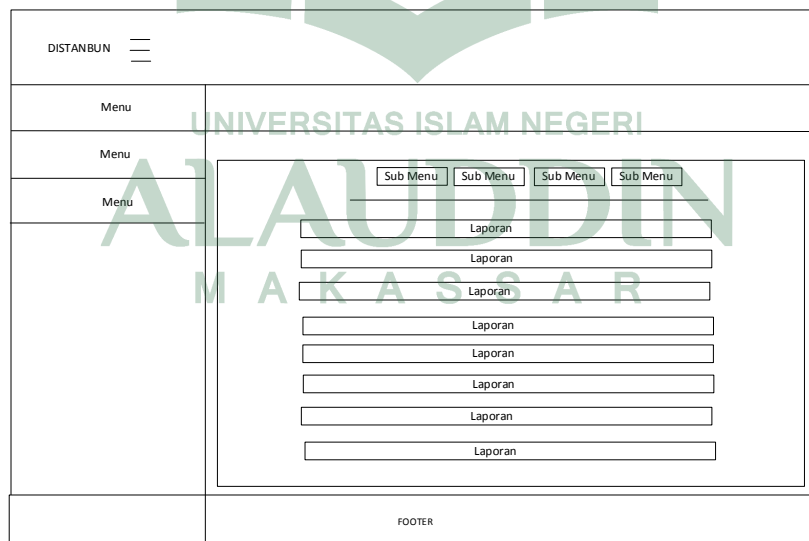 DISTANBUN
Menu
UNIVERSITAS ISLAM NEGERI
Menu
ALAUDDIN
Sub Menu Sub Menu Sub Menu Sub Menu
Menu
Laporan
Laporan
MAKASSAR
Laporan
Laporan
Laporan
Laporan
Laporan
Laporan
FOOTER